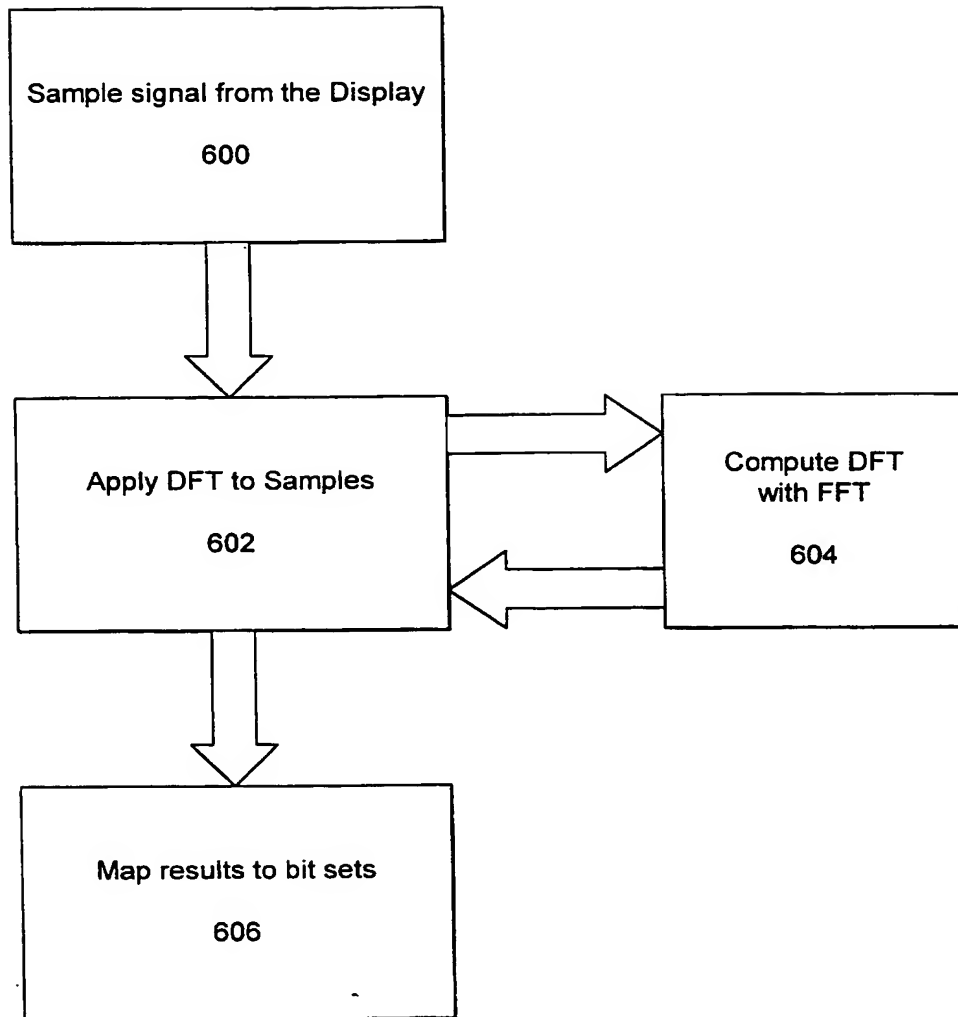 Sample signal from the Display
600
Apply DFT to Samples
602
Compute DFT
with FFT
604
Map results to bit sets
606